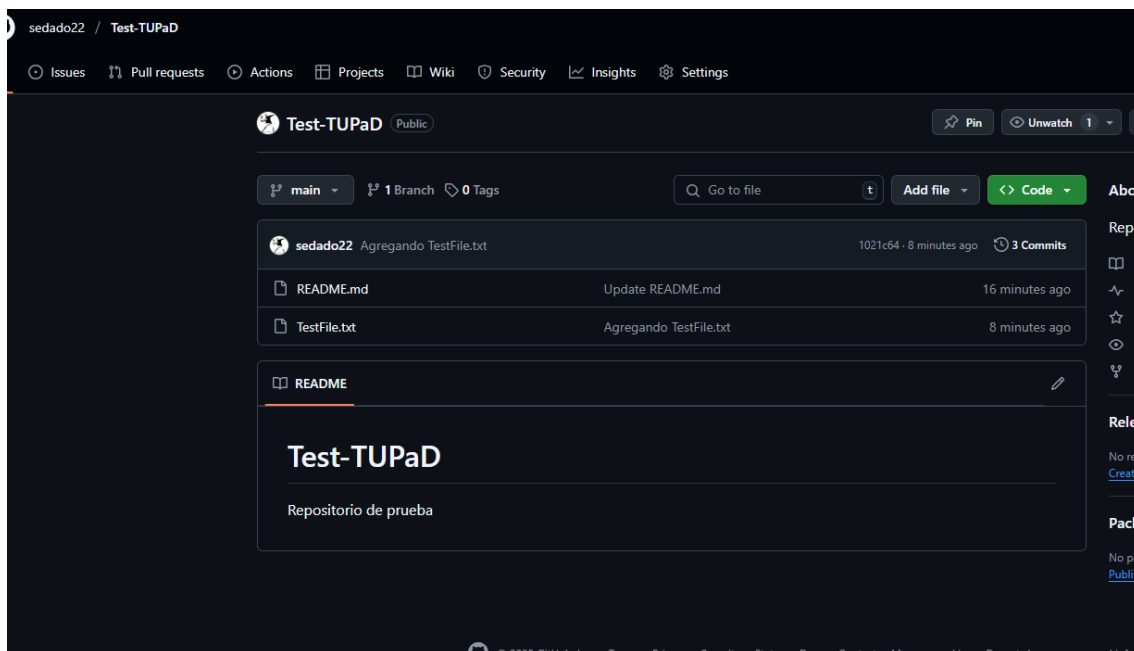 sedado22 / Test-TUPaD
Issues Pull requests Actions Projects Wiki Security Insights Settings
Test-TUPaD Public Pin Unwatch 1
main 1 Branch 0 Tags Go to file t Add file <> Code
sedado22 Agregando TestFile.txt 1021c64 · 8 minutes ago 3 Commits
README.md Update README.md 16 minutes ago
TestFile.txt Agregando TestFile.txt 8 minutes ago
README
Test-TUPaD
Repositorio de prueba